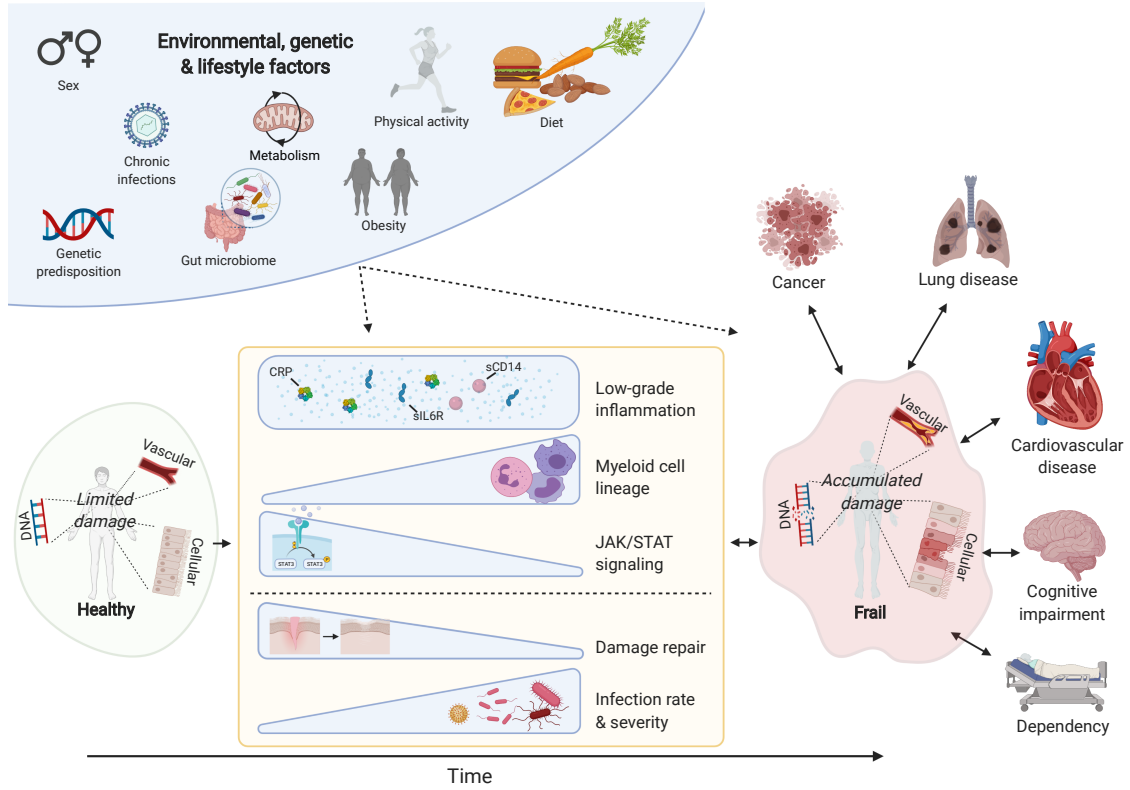 Environmental, genetic
& lifestyle factors
Sex
Chronic
infections
Metabolism
Physical activity
Diet
Genetic
predisposition
Gut microbiome
Obesity
Cancer
Lung disease
Cardiovascular
disease
Cognitive
impairment
Dependency
CRP
sCD14
sIL6R
Low-grade
inflammation
Myeloid cell
lineage
STAT3
STAT3
P
JAK/STAT
signaling
Damage repair
Infection rate
& severity
Vascular
Limited
damage
DNA
Cellular
Healthy
Vascular
Accumulated
damage
DNA
Cellular
Frail
Time